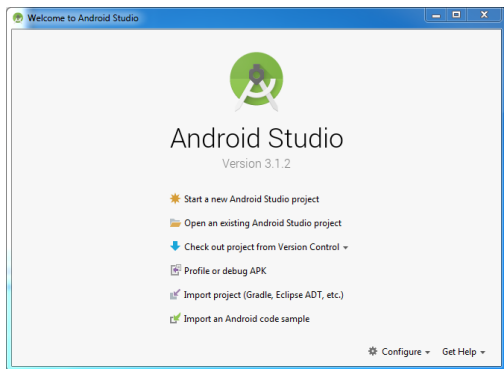 Welcome to Android Studio
Android Studio
Version 3.1.2
Start a new Android Studio project
Open an existing Android Studio project
Check out project from Version Control
Profile or debug APK
Import project (Gradle, Eclipse ADT, etc.)
Import an Android code sample
Configure Get Help